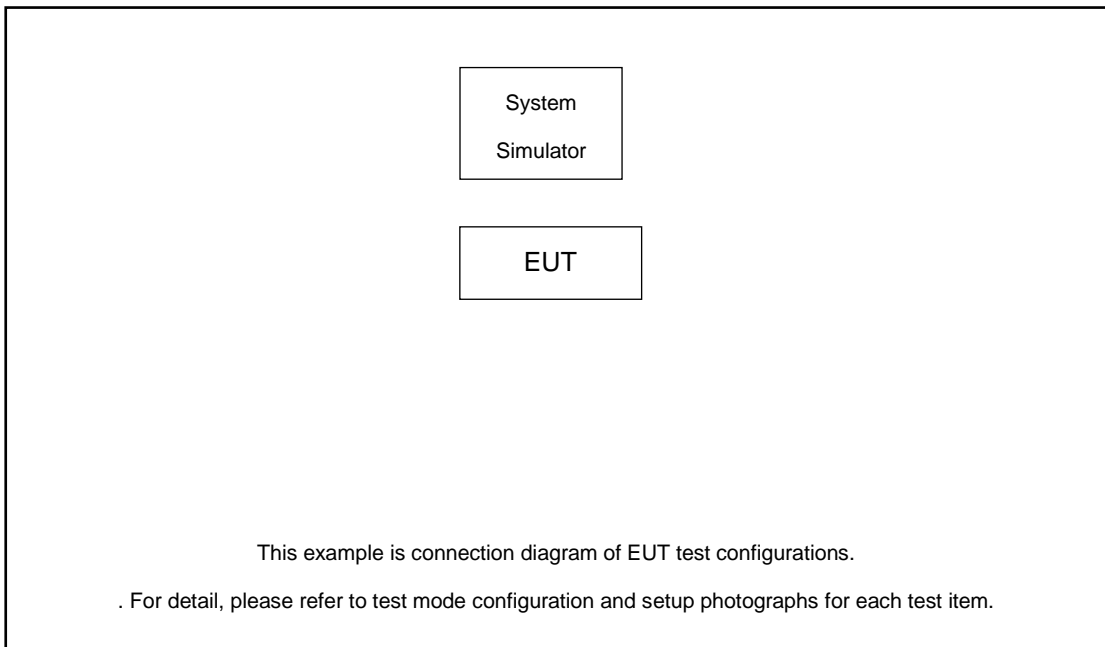 System
Simulator
EUT
This example is connection diagram of EUT test configurations.
. For detail, please refer to test mode configuration and setup photographs for each test item.